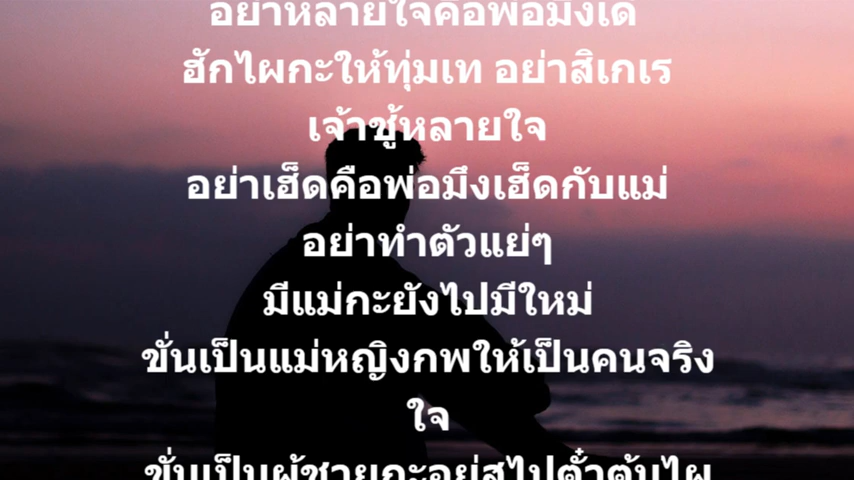 อย่าหลายใจคือพ่อมึงเด้
ฮักไผกะให้ทุ่มเท อย่าสิเกเร
เจ้าชู้หลายใจ
อย่าเฮ็ดคือพ่อมึงเฮ็ดกับแม่
อย่าทำตัวแย่ๆ
มีแม่กะยังไปมีใหม่
ขั่นเป็นแม่หญิงกพให้เป็นคนจริง
ใจ
ขั่นเป็นผู้ชายกะอยู่สูไปตั๋วต้มไผ